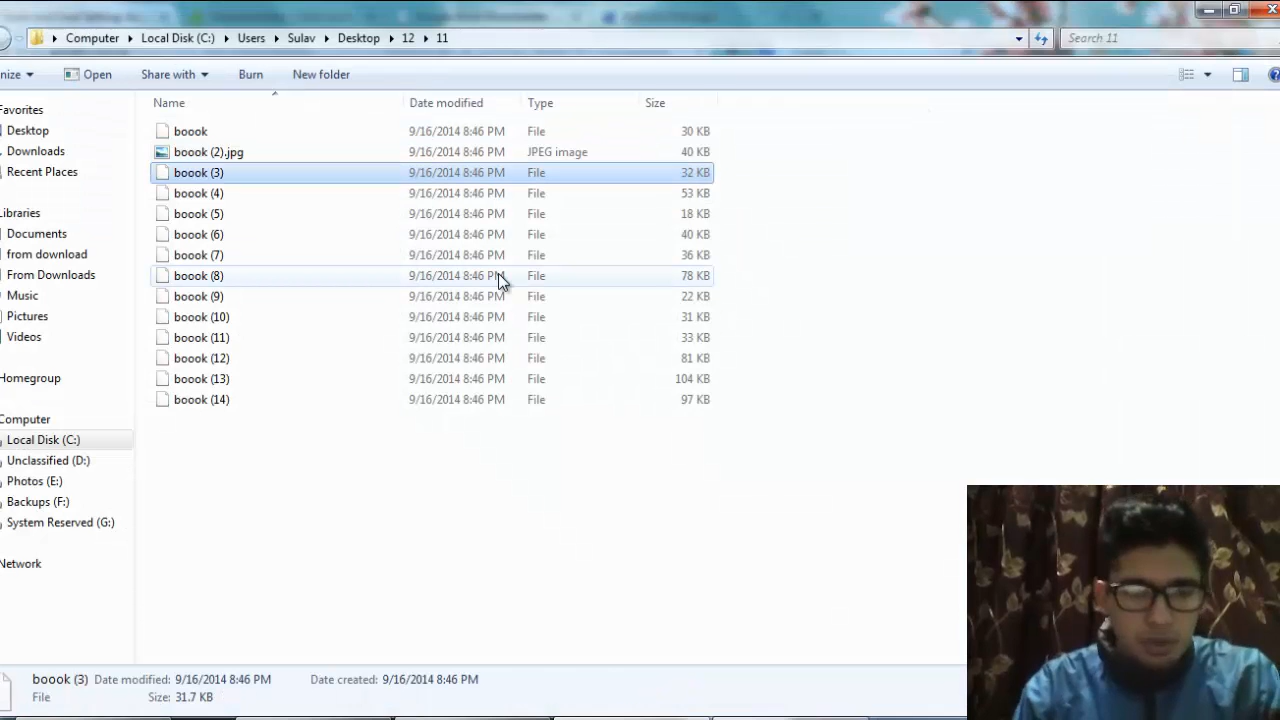 Computer Local Disk (C:) Users Sulav Desktop 12 11 Search 11
nize Open Share with Burn New folder
Name Date modified Type Size
avorites
Desktop
Downloads
Recent Places
ibraries
Documents
from download
From Downloads
Music
Pictures
Videos
Homegroup
Computer
Local Disk (C:)
Unclassified (D:)
Photos (E:)
Backups (F:)
System Reserved (G:)
Network
boook 9/16/2014 8:46 PM File 30 KB
boook (2).jpg 9/16/2014 8:46 PM JPEG image 40 KB
boook (3) 9/16/2014 8:46 PM File 32 KB
boook (4) 9/16/2014 8:46 PM File 53 KB
boook (5) 9/16/2014 8:46 PM File 18 KB
boook (6) 9/16/2014 8:46 PM File 40 KB
boook (7) 9/16/2014 8:46 PM File 36 KB
boook (8) 9/16/2014 8:46 PM File 78 KB
boook (9) 9/16/2014 8:46 PM File 22 KB
boook (10) 9/16/2014 8:46 PM File 31 KB
boook (11) 9/16/2014 8:46 PM File 33 KB
boook (12) 9/16/2014 8:46 PM File 81 KB
boook (13) 9/16/2014 8:46 PM File 104 KB
boook (14) 9/16/2014 8:46 PM File 97 KB
boook (3) Date modified: 9/16/2014 8:46 PM Date created: 9/16/2014 8:46 PM
File Size: 31.7 KB